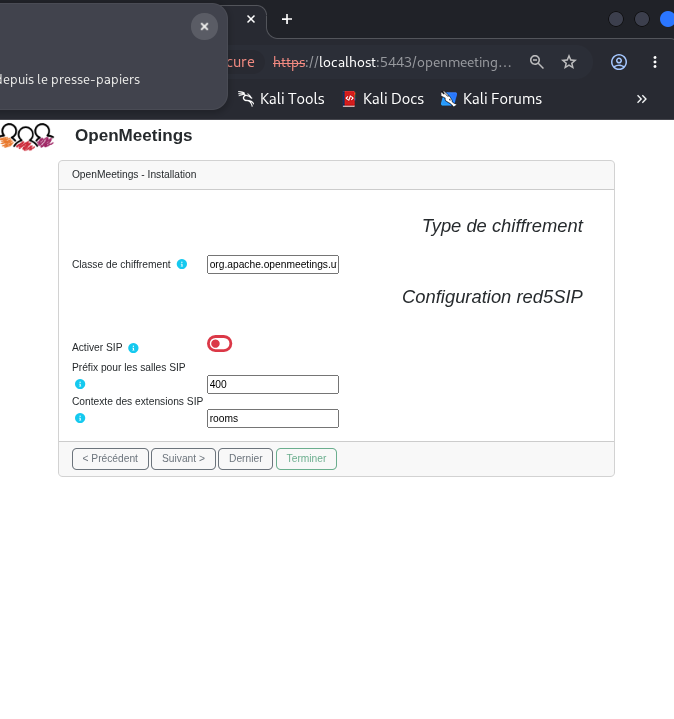 cure https://localhost:5443/openmeeting...
depuis le presse-papiers
Kali Tools Kali Docs Kali Forums
OpenMeetings
OpenMeetings - Installation
Type de chiffrement
Classe de chiffrement org.apache.openmeetings.u
Configuration red5SIP
Activer SIP
Préfix pour les salles SIP
400
Contexte des extensions SIP
rooms
< Précédent Suivant > Dernier Terminer